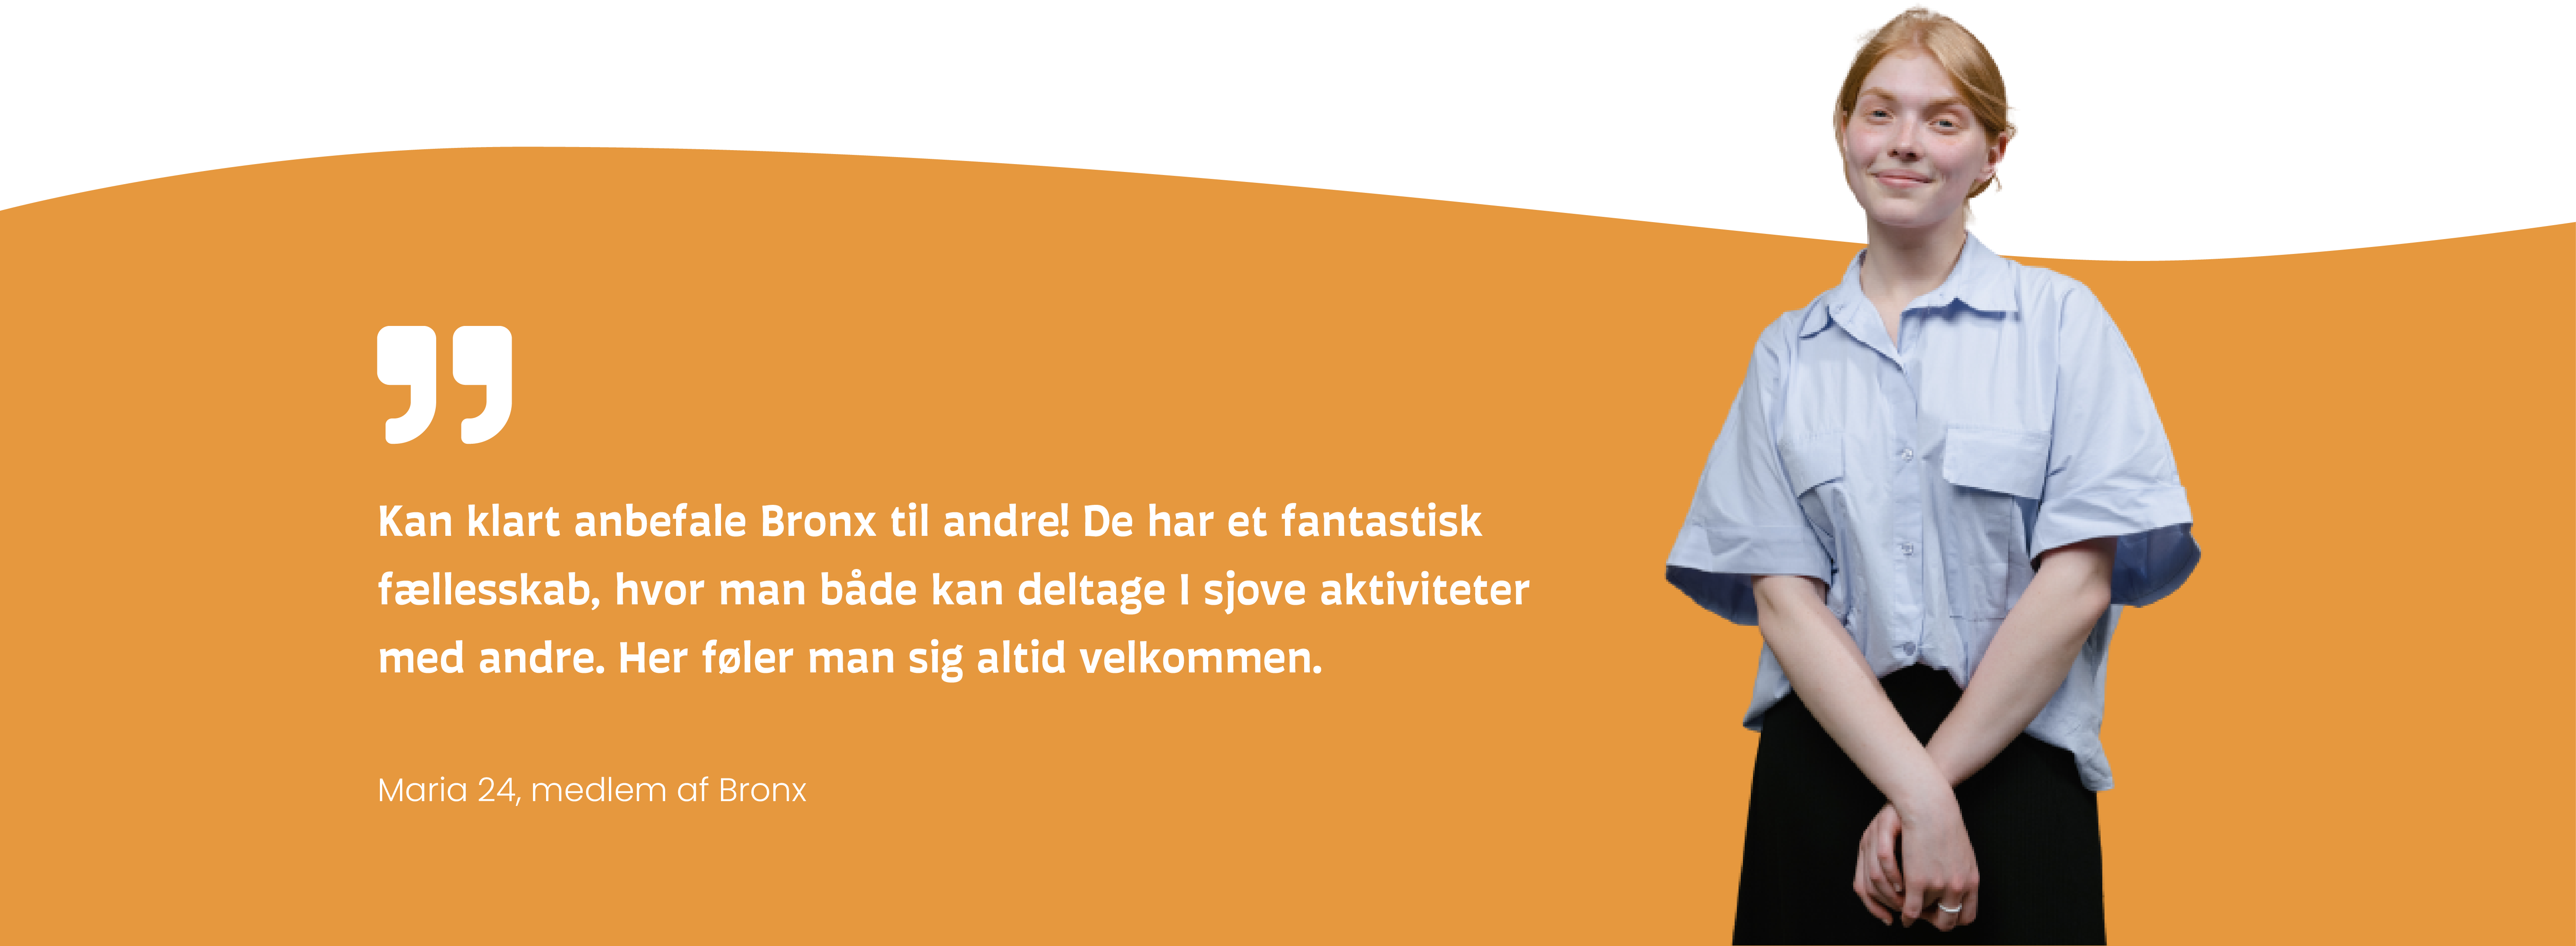 ”
Kan klart anbefale Bronx til andre! De har et fantastisk
fællesskab, hvor man både kan deltage I sjove aktiviteter
med andre. Her føler man sig altid velkommen.
Maria 24, medlem af Bronx